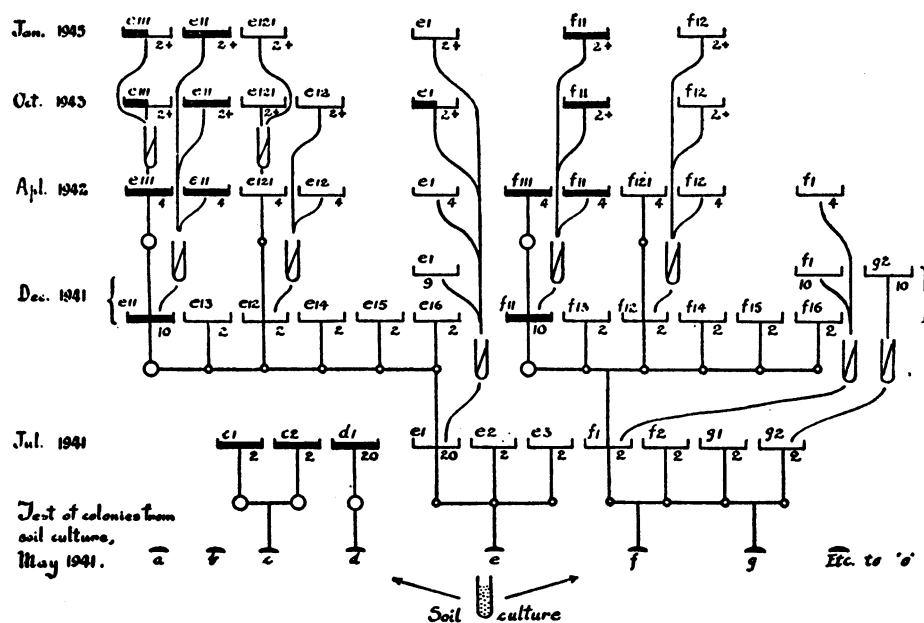 Jan. 1945 e111 e11 e121 e1 f11 f12
2+ 2+ 2+ 2+ 2+ 2+
Oct. 1943 e111 e11 e121 e12 e1 f11 f12
2+ 2+ 2+ 2+ 2+ 2+ 2+
Apl. 1942 e111 e11 e121 e12 e1 f111 f11 f121 f12 f1
4 4 4 4 4 4 4 4 4 4
e1 f1 g2
9 10 10
Dec. 1941 e11 e13 e12 e14 e15 e16 f11 f13 f12 f14 f15 f16
10 2 2 2 2 2 10 2 2 2 2 2
Jul. 1941 c1 c2 d1 e1 e2 e3 f1 f2 g1 g2
2 2 20 20 2 2 2 2 2 2
Test of colonies from
soil culture,
May 1941. a b c d e f g Etc. to "o"
Soil culture